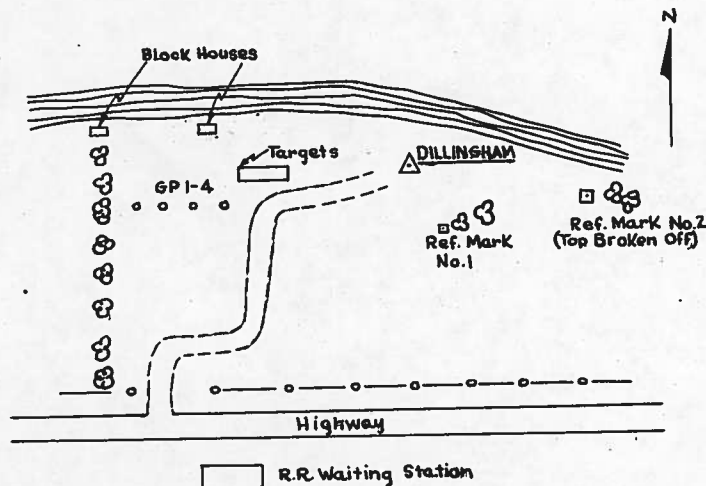 N
Block Houses
Targets
DILLINGHAM
GP 1-4
Ref. Mark
No.1
Ref. Mark No.2
(Top Broken Off)
Highway
R.R. Waiting Station